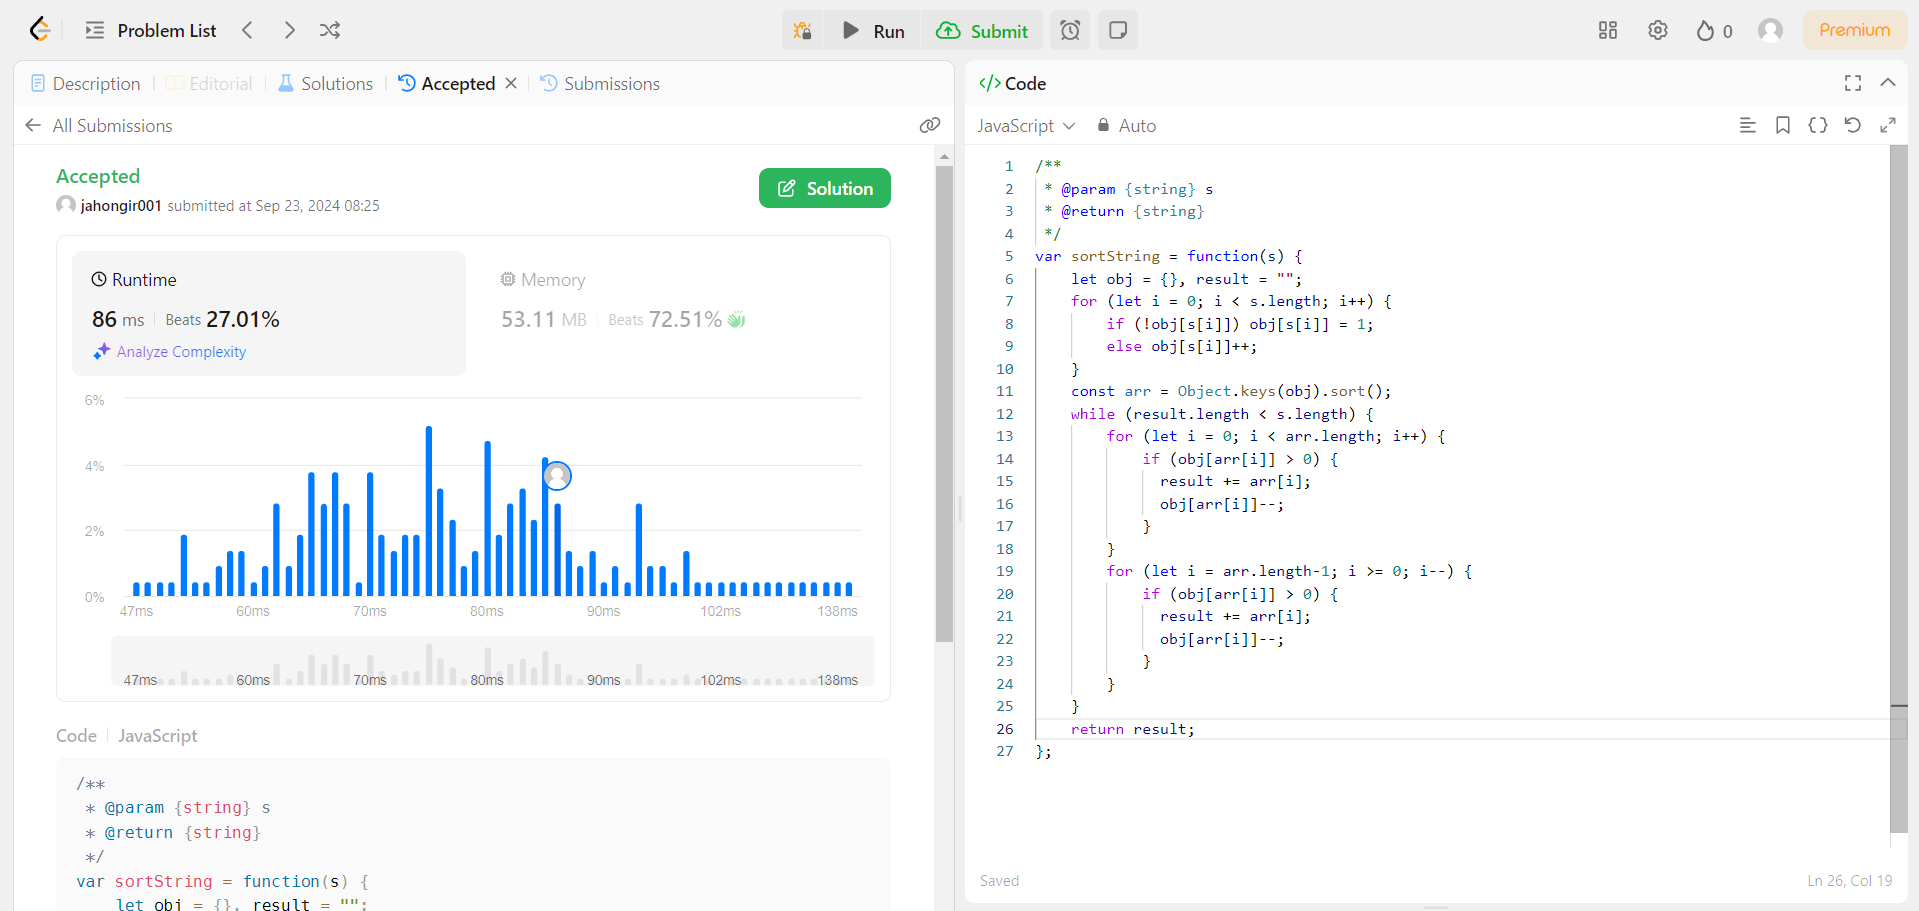 Problem List
Run
Submit
0
Premium
Description
Editorial
Solutions
Accepted
Submissions
All Submissions
Accepted
jahongir001 submitted at Sep 23, 2024 08:25
Solution
Runtime
86 ms
Beats 27.01%
Analyze Complexity
Memory
53.11 MB
Beats 72.51%
6%
4%
2%
0%
47ms 60ms 70ms 80ms 90ms 102ms 138ms
47ms 60ms 70ms 80ms 90ms 102ms 138ms
Code
JavaScript
/**
* @param {string} s
* @return {string}
*/
var sortString = function(s) {
let obj = {}, result = "";
</> Code
JavaScript
Auto
1 /**
2 * @param {string} s
3 * @return {string}
4 */
5 var sortString = function(s) {
6 let obj = {}, result = "";
7 for (let i = 0; i < s.length; i++) {
8 if (!obj[s[i]]) obj[s[i]] = 1;
9 else obj[s[i]]++;
10 }
11 const arr = Object.keys(obj).sort();
12 while (result.length < s.length) {
13 for (let i = 0; i < arr.length; i++) {
14 if (obj[arr[i]] > 0) {
15 result += arr[i];
16 obj[arr[i]]--;
17 }
18 }
19 for (let i = arr.length-1; i >= 0; i--) {
20 if (obj[arr[i]] > 0) {
21 result += arr[i];
22 obj[arr[i]]--;
23 }
24 }
25 }
26 return result;
27 };
Saved
Ln 26, Col 19